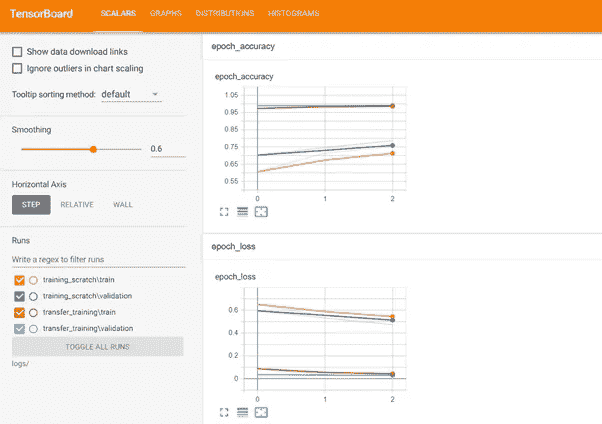 TensorBoard SCALARS GRAPHS DISTRIBUTIONS HISTOGRAMS
Show data download links
Ignore outliers in chart scaling
Tooltip sorting method: default
Smoothing
0.6
Horizontal Axis
STEP RELATIVE WALL
Runs
Write a regex to filter runs
training_scratch\train
training_scratch\validation
transfer_training\train
transfer_training\validation
TOGGLE ALL RUNS
logs/
epoch_accuracy
epoch_accuracy
1.05
0.95
0.85
0.75
0.65
0.55
0 1 2
epoch_loss
epoch_loss
0.6
0.4
0.2
0
0 1 2